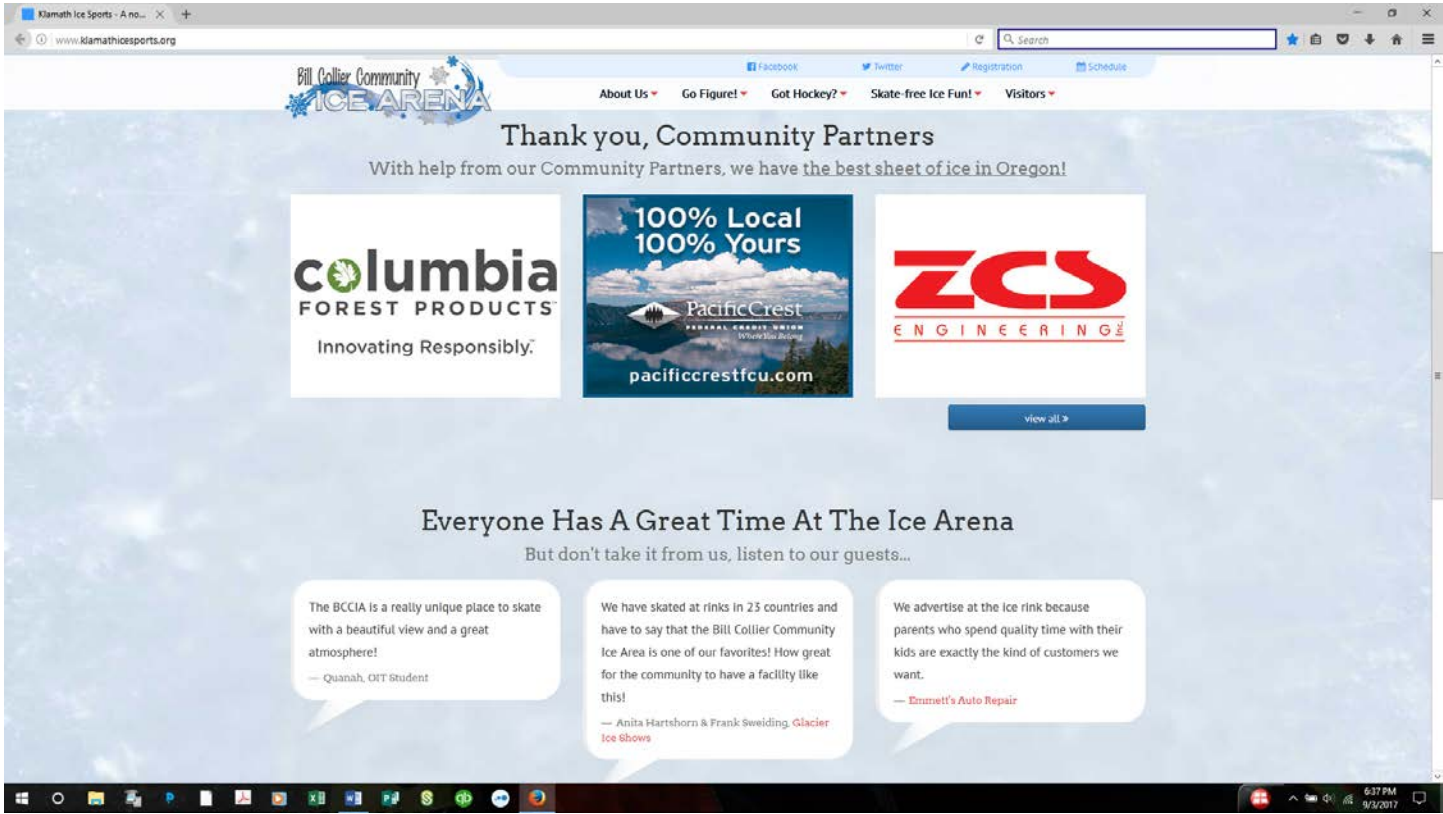 Klamath Ice Sports - A no...
www.klamathicesports.org
Search
Bill Collier Community
ICE ARENA
Facebook
Twitter
Registration
Schedule
About Us
Go Figure!
Got Hockey?
Skate-free Ice Fun!
Visitors
Thank you, Community Partners
With help from our Community Partners, we have the best sheet of ice in Oregon!
columbia
FOREST PRODUCTS
Innovating Responsibly.
100% Local
100% Yours
PacificCrest
FEDERAL CREDIT UNION
Where You Belong
pacificcrestfcu.com
ZCS
ENGINEERING Inc.
view all »
Everyone Has A Great Time At The Ice Arena
But don't take it from us, listen to our guests...
The BCCIA is a really unique place to skate
with a beautiful view and a great
atmosphere!
— Quanah, OIT Student
We have skated at rinks in 23 countries and
have to say that the Bill Collier Community
Ice Area is one of our favorites! How great
for the community to have a facility like
this!
— Anita Hartshorn & Frank Sweiding, Glacier
Ice Shows
We advertise at the ice rink because
parents who spend quality time with their
kids are exactly the kind of customers we
want.
— Emmett's Auto Repair
6:37 PM
9/3/2017